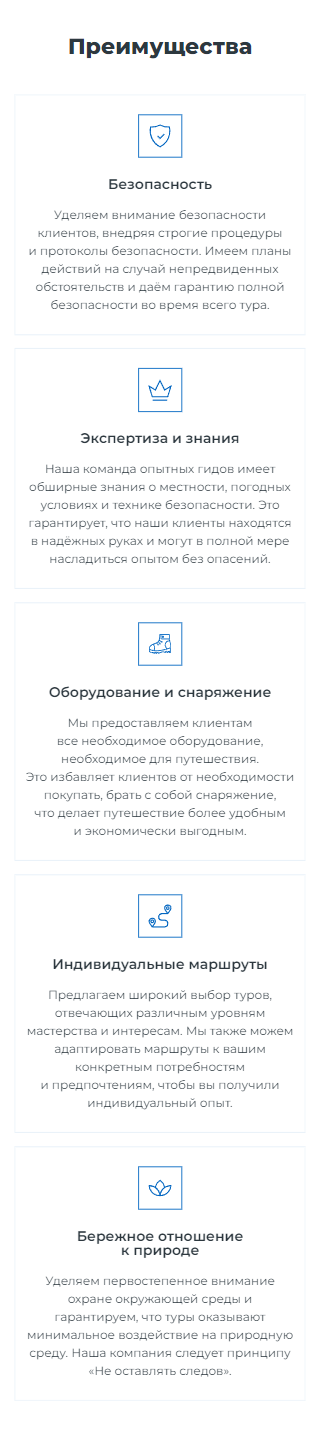 Преимущества
Безопасность
Уделяем внимание безопасности
клиентов, внедряя строгие процедуры
и протоколы безопасности. Имеем планы
действий на случай непредвиденных
обстоятельств и даём гарантию полной
безопасности во время всего тура.
Экспертиза и знания
Наша команда опытных гидов имеет
обширные знания о местности, погодных
условиях и технике безопасности. Это
гарантирует, что наши клиенты находятся
в надёжных руках и могут в полной мере
насладиться опытом без опасений.
Оборудование и снаряжение
Мы предоставляем клиентам
все необходимое оборудование,
необходимое для путешествия.
Это избавляет клиентов от необходимости
покупать, брать с собой снаряжение,
что делает путешествие более удобным
и экономически выгодным.
Индивидуальные маршруты
Предлагаем широкий выбор туров,
отвечающих различным уровням
мастерства и интересам. Мы также можем
адаптировать маршруты к вашим
конкретным потребностям
и предпочтениям, чтобы вы получили
индивидуальный опыт.
Бережное отношение
к природе
Уделяем первостепенное внимание
охране окружающей среды и
гарантируем, что туры оказывают
минимальное воздействие на природную
среду. Наша компания следует принципу
«Не оставлять следов».